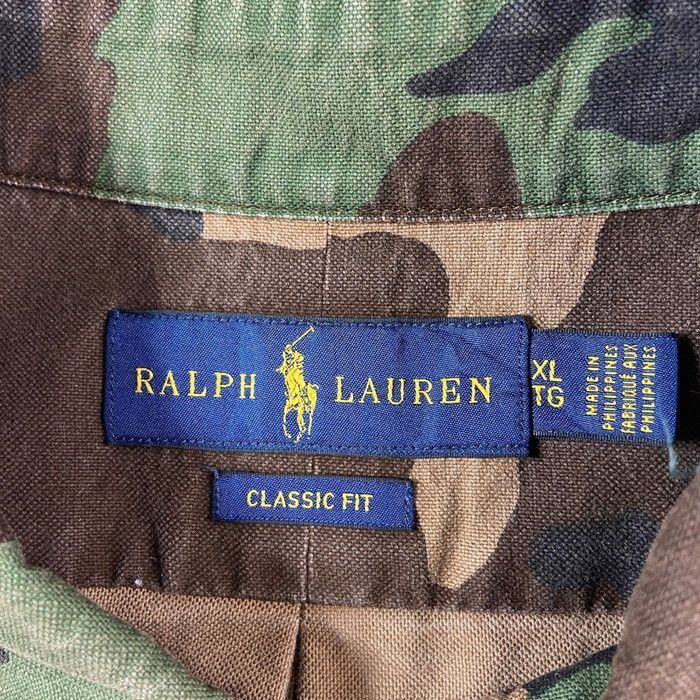 RALPH LAUREN
XL
TG
MADE IN
PHILIPPINES
FABRIQUÉ AUX
PHILIPPINES
CLASSIC FIT